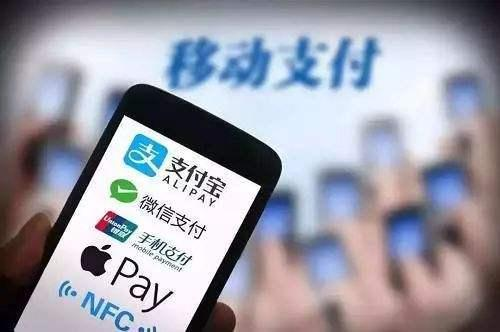 移动支付
支 支付宝
ALIPAY
微信支付
UnionPay 手机支付
银联 mobile payment
Pay
NFC